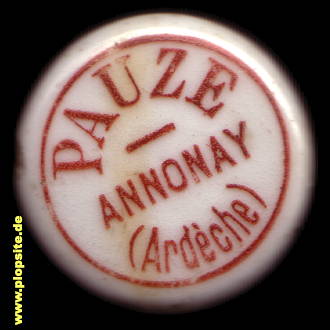 PAUZE
—
ANNONAY
(Ardèche)
www.plopsite.de